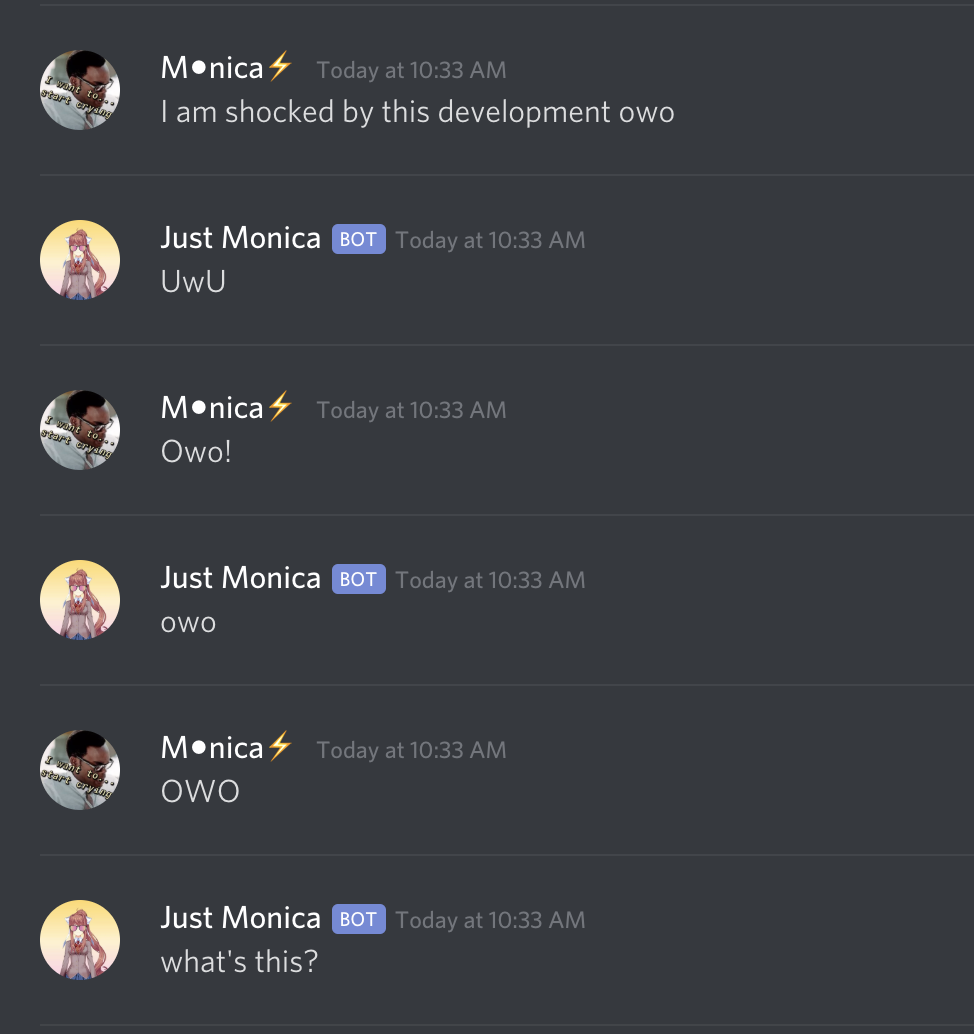 M●nica⚡ Today at 10:33 AM
I want to...
start crying
I am shocked by this development owo
Just Monica BOT Today at 10:33 AM
UwU
M●nica⚡ Today at 10:33 AM
I want to...
start crying
Owo!
Just Monica BOT Today at 10:33 AM
owo
M●nica⚡ Today at 10:33 AM
I want to...
start crying
OWO
Just Monica BOT Today at 10:33 AM
what's this?